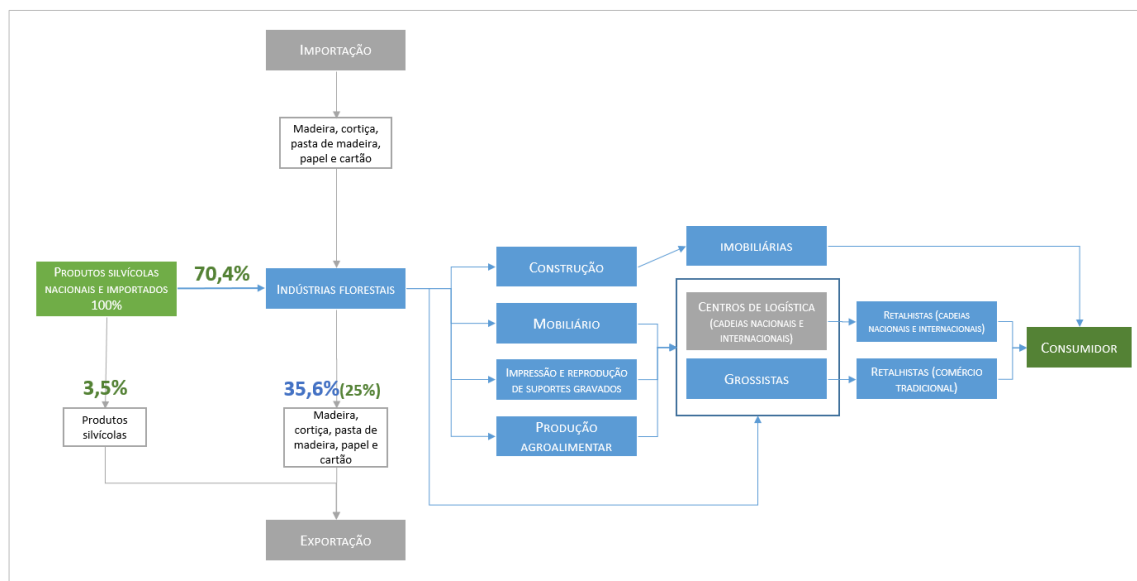 IMPORTAÇÃO
Madeira, cortiça,
pasta de madeira,
papel e cartão
PRODUTOS SILVÍCOLAS
NACIONAIS E IMPORTADOS
100%
70,4%
INDÚSTRIAS FLORESTAIS
3,5%
Produtos
silvícolas
35,6%(25%)
Madeira,
cortiça, pasta de
madeira, papel e
cartão
EXPORTAÇÃO
CONSTRUÇÃO
MOBILIÁRIO
IMPRESSÃO E REPRODUÇÃO
DE SUPORTES GRAVADOS
PRODUÇÃO
AGROALIMENTAR
IMOBILIÁRIAS
CENTROS DE LOGÍSTICA
(CADEIAS NACIONAIS E
INTERNACIONAIS)
GROSSISTAS
RETALHISTAS (CADEIAS
NACIONAIS E INTERNACIONAIS)
RETALHISTAS (COMÉRCIO
TRADICIONAL)
CONSUMIDOR